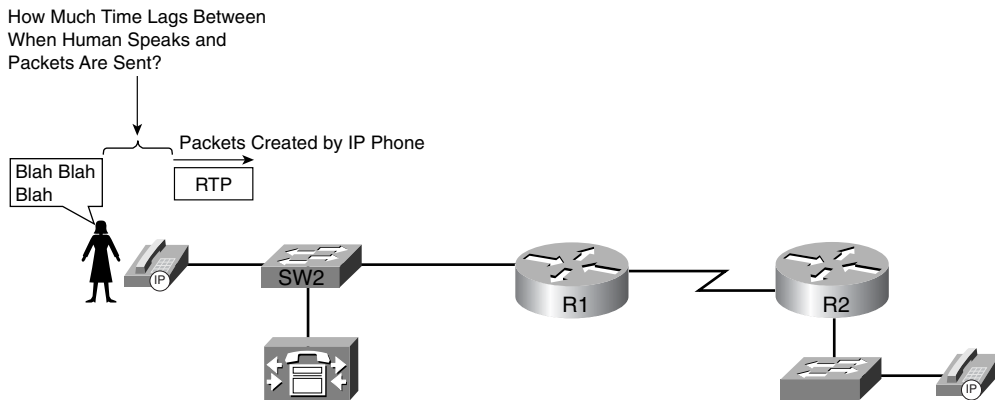 How Much Time Lags Between
When Human Speaks and
Packets Are Sent?
Packets Created by IP Phone
Blah Blah
Blah
RTP
IP
SW2
R1
R2
IP